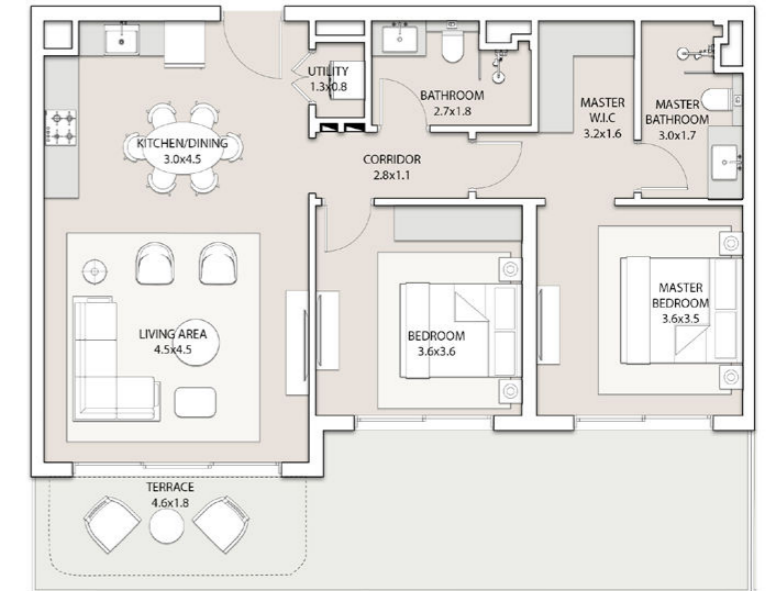 UTILITY
1.3x0.8
BATHROOM
2.7x1.8
MASTER
W.I.C
3.2x1.6
MASTER
BATHROOM
3.0x1.7
KITCHEN/DINING
3.0x4.5
CORRIDOR
2.8x1.1
LIVING AREA
4.5x4.5
BEDROOM
3.6x3.6
MASTER
BEDROOM
3.6x3.5
TERRACE
4.6x1.8